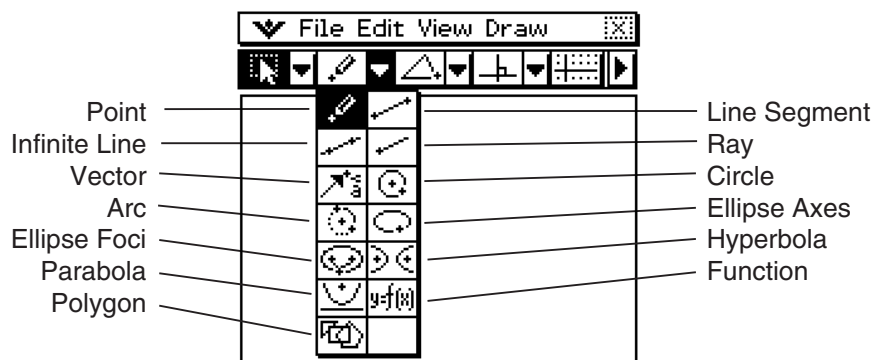 File Edit View Draw
Point
Line Segment
Infinite Line
Ray
Vector
Circle
Arc
Ellipse Axes
Ellipse Foci
Hyperbola
Parabola
Function
y=f(x)
Polygon